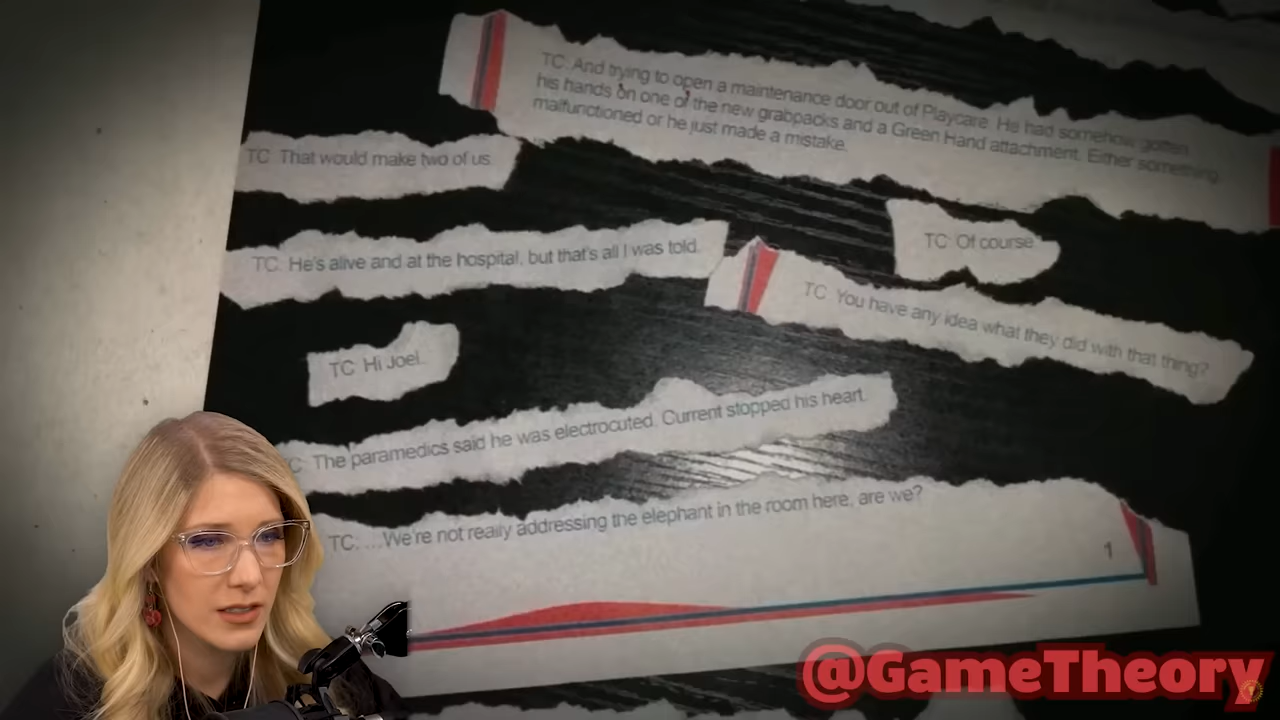 TC: And trying to open a maintenance door out of Playcare. He had somehow gotten
his hands on one of the new grabpacks and a Green Hand attachment. Either something
malfunctioned or he just made a mistake.
TC: That would make two of us.
TC: Of course.
TC: He's alive and at the hospital, but that's all I was told.
TC: You have any idea what they did with that thing?
TC: Hi Joel.
TC: The paramedics said he was electrocuted. Current stopped his heart.
TC: ...We're not really addressing the elephant in the room here, are we?
1
@GameTheory